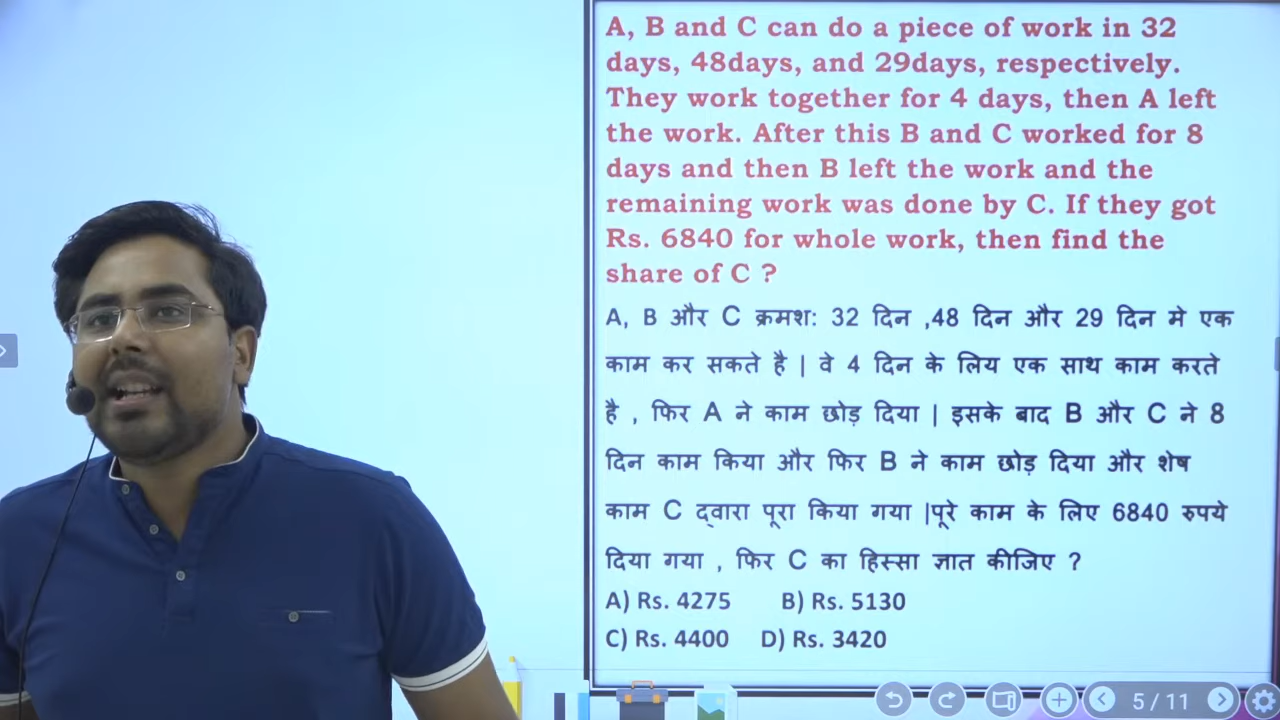 A, B and C can do a piece of work in 32
days, 48days, and 29days, respectively.
They work together for 4 days, then A left
the work. After this B and C worked for 8
days and then B left the work and the
remaining work was done by C. If they got
Rs. 6840 for whole work, then find the
share of C ?
A, B और C क्रमश: 32 दिन ,48 दिन और 29 दिन मे एक
काम कर सकते है | वे 4 दिन के लिय एक साथ काम करते
है , फिर A ने काम छोड़ दिया | इसके बाद B और C ने 8
दिन काम किया और फिर B ने काम छोड़ दिया और शेष
काम C द्वारा पूरा किया गया |पूरे काम के लिए 6840 रुपये
दिया गया , फिर C का हिस्सा ज्ञात कीजिए ?
A) Rs. 4275 B) Rs. 5130
C) Rs. 4400 D) Rs. 3420
5 / 11